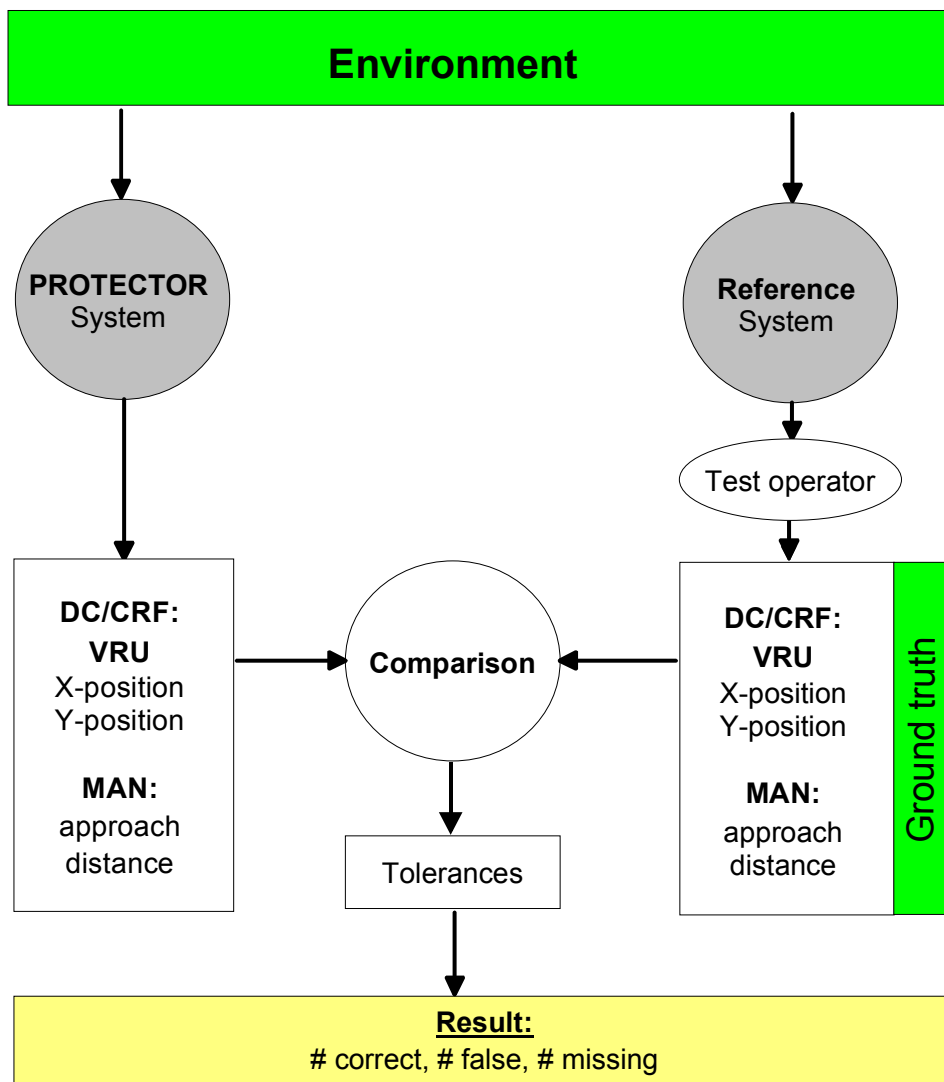 Environment
PROTECTOR
System
Reference
System
Test operator
DC/CRF:
VRU
X-position
Y-position
MAN:
approach
distance
Comparison
DC/CRF:
VRU
X-position
Y-position
MAN:
approach
distance
Ground truth
Tolerances
Result:
# correct, # false, # missing